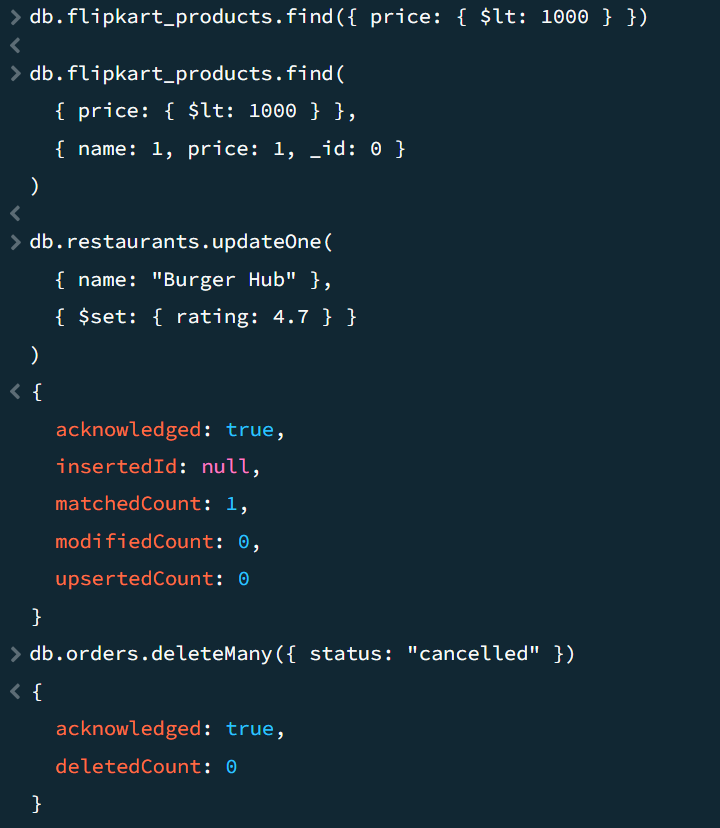 > db.flipkart_products.find({ price: { $lt: 1000 } })
<
> db.flipkart_products.find(
{ price: { $lt: 1000 } },
{ name: 1, price: 1, _id: 0 }
)
<
> db.restaurants.updateOne(
{ name: "Burger Hub" },
{ $set: { rating: 4.7 } }
)
< {
acknowledged: true,
insertedId: null,
matchedCount: 1,
modifiedCount: 0,
upsertedCount: 0
}
> db.orders.deleteMany({ status: "cancelled" })
< {
acknowledged: true,
deletedCount: 0
}